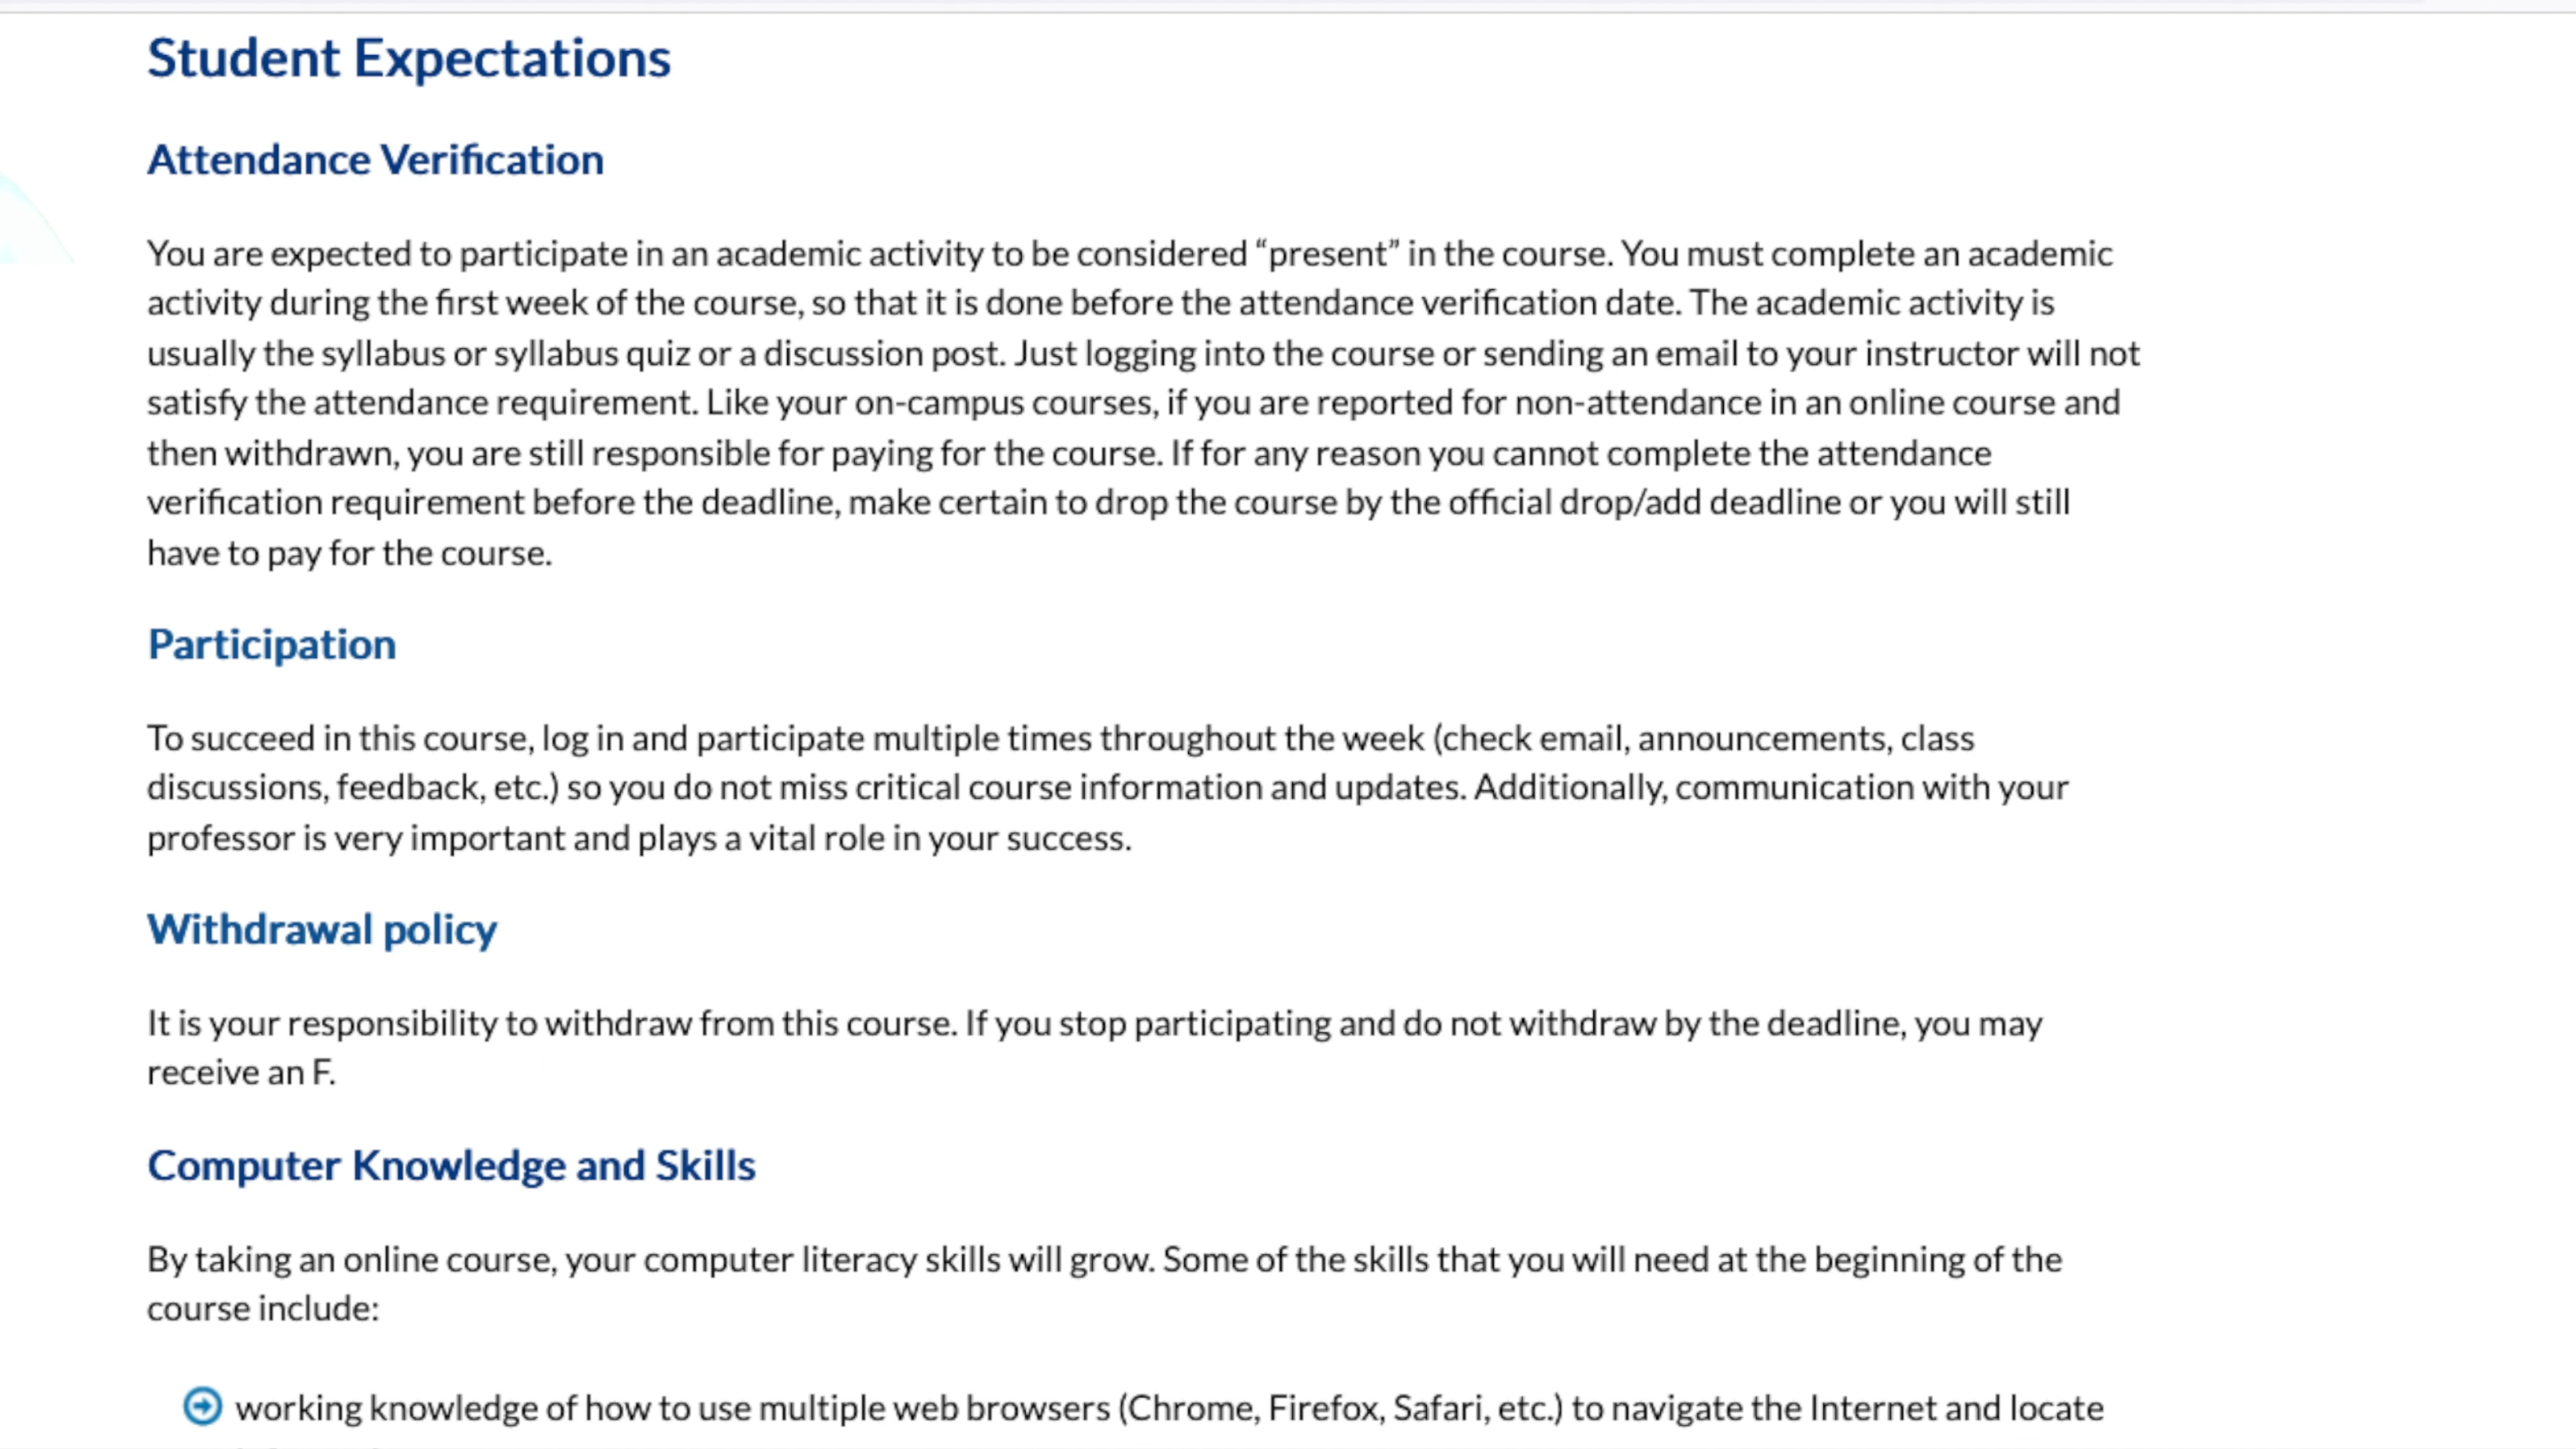 Student Expectations
Attendance Verification
You are expected to participate in an academic activity to be considered “present” in the course. You must complete an academic
activity during the first week of the course, so that it is done before the attendance verification date. The academic activity is
usually the syllabus or syllabus quiz or a discussion post. Just logging into the course or sending an email to your instructor will not
satisfy the attendance requirement. Like your on-campus courses, if you are reported for non-attendance in an online course and
then withdrawn, you are still responsible for paying for the course. If for any reason you cannot complete the attendance
verification requirement before the deadline, make certain to drop the course by the official drop/add deadline or you will still
have to pay for the course.
Participation
To succeed in this course, log in and participate multiple times throughout the week (check email, announcements, class
discussions, feedback, etc.) so you do not miss critical course information and updates. Additionally, communication with your
professor is very important and plays a vital role in your success.
Withdrawal policy
It is your responsibility to withdraw from this course. If you stop participating and do not withdraw by the deadline, you may
receive an F.
Computer Knowledge and Skills
By taking an online course, your computer literacy skills will grow. Some of the skills that you will need at the beginning of the
course include:
working knowledge of how to use multiple web browsers (Chrome, Firefox, Safari, etc.) to navigate the Internet and locate